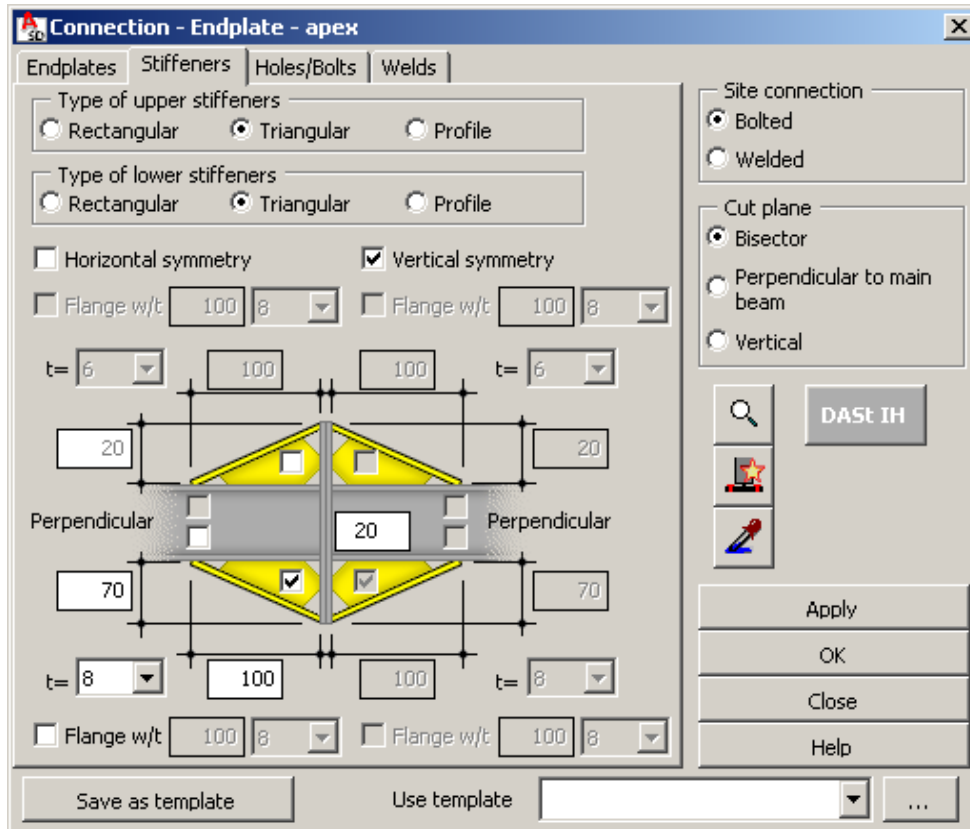 A SD Connection - Endplate - apex X
Endplates Stiffeners Holes/Bolts Welds
Type of upper stiffeners
Rectangular Triangular Profile
Type of lower stiffeners
Rectangular Triangular Profile
Horizontal symmetry Vertical symmetry
Flange w/t 100 8 Flange w/t 100 8
t= 6 100 100 t= 6
20 20
Perpendicular 20 Perpendicular
70 70
t= 8 100 100 t= 8
Flange w/t 100 8 Flange w/t 100 8
Site connection
Bolted
Welded
Cut plane
Bisector
Perpendicular to main
beam
Vertical
DASt IH
Apply
OK
Close
Help
Save as template Use template ...